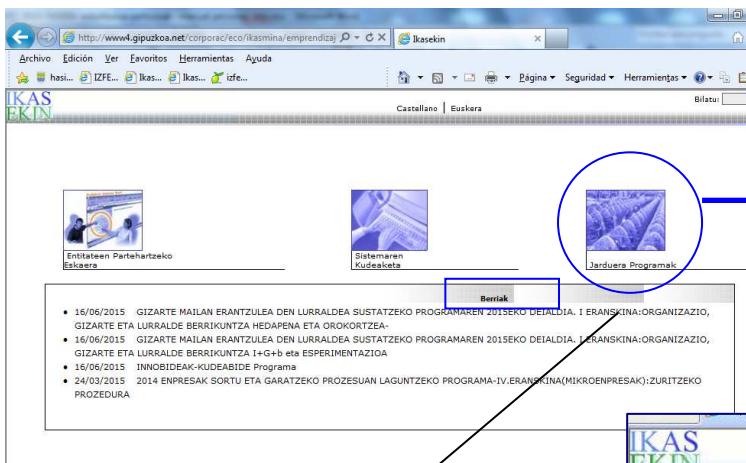 http://www4.gipuzkoa.net/corporac/eco/ikasmina/emprendizaj
Ikasekin
Archivo Edición Ver Favoritos Herramientas Ayuda
hasi... IZFE... Ikas... Ikas... izfe... Página Seguridad Herramientas
IKAS
EKIN
Castellano | Euskera
Bilatu:
Entitateen Partehartzeko
Eskaera
Sistemaren
Kudeaketa
Jarduera Programak
Berriak
• 16/06/2015 GIZARTE MAILAN ERANTZULEA DEN LURRALDEA SUSTATZEKO PROGRAMAREN 2015EKO DEIALDIA. I ERANSKINA:ORGANIZAZIO,
GIZARTE ETA LURRALDE BERRIKUNTZA HEDAPENA ETA OROKORTZEA-
• 16/06/2015 GIZARTE MAILAN ERANTZULEA DEN LURRALDEA SUSTATZEKO PROGRAMAREN 2015EKO DEIALDIA. I ERANSKINA:ORGANIZAZIO,
GIZARTE ETA LURRALDE BERRIKUNTZA I+G+b eta ESPERIMENTAZIOA
• 16/06/2015 INNOBIDEAK-KUDEABIDE Programa
• 24/03/2015 2014 ENPRESAK SORTU ETA GARATZEKO PROZESUAN LAGUNTZEKO PROGRAMA-IV.ERANSKINA(MIKROENPRESAK):ZURITZEKO
PROZEDURA
IKAS
EKIN